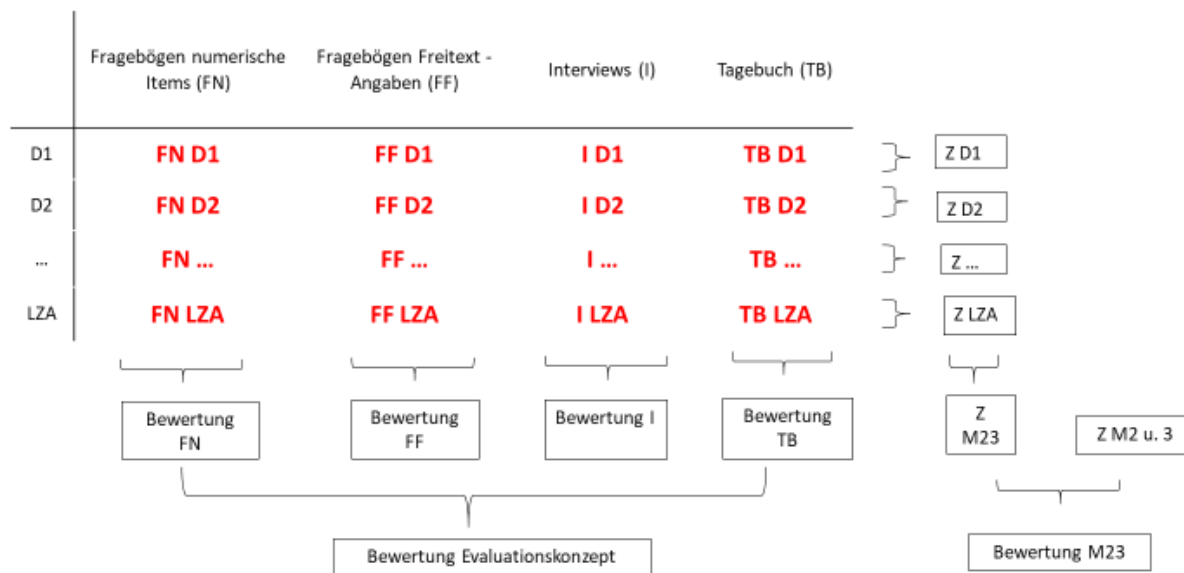 Fragebögen numerische
Items (FN)
Fragebögen Freitext -
Angaben (FF)
Interviews (I)
Tagebuch (TB)
D1
FN D1
FF D1
I D1
TB D1
Z D1
D2
FN D2
FF D2
I D2
TB D2
Z D2
...
FN ...
FF ...
I ...
TB ...
Z ...
LZA
FN LZA
FF LZA
I LZA
TB LZA
Z LZA
Bewertung
FN
Bewertung
FF
Bewertung I
Bewertung
TB
Z
M23
Z M2 u. 3
Bewertung Evaluationskonzept
Bewertung M23